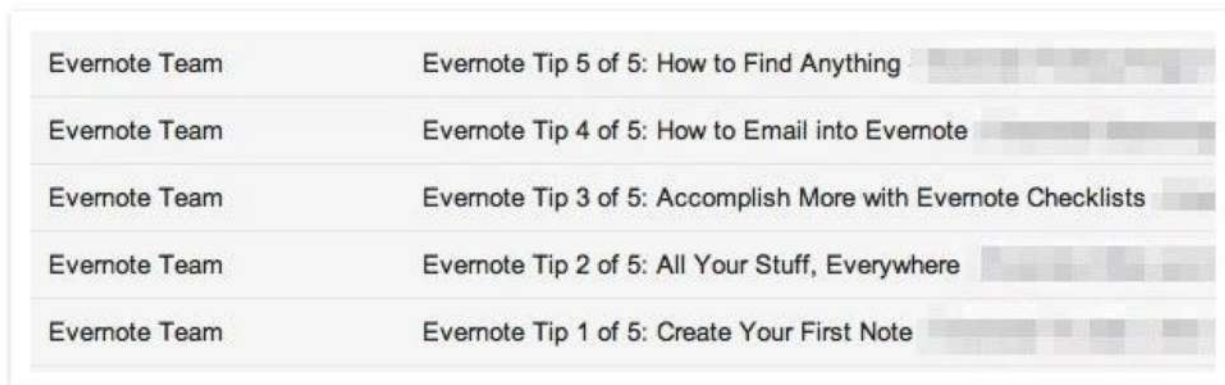 Evernote Team Evernote Tip 5 of 5: How to Find Anything
Evernote Team Evernote Tip 4 of 5: How to Email into Evernote
Evernote Team Evernote Tip 3 of 5: Accomplish More with Evernote Checklists
Evernote Team Evernote Tip 2 of 5: All Your Stuff, Everywhere
Evernote Team Evernote Tip 1 of 5: Create Your First Note